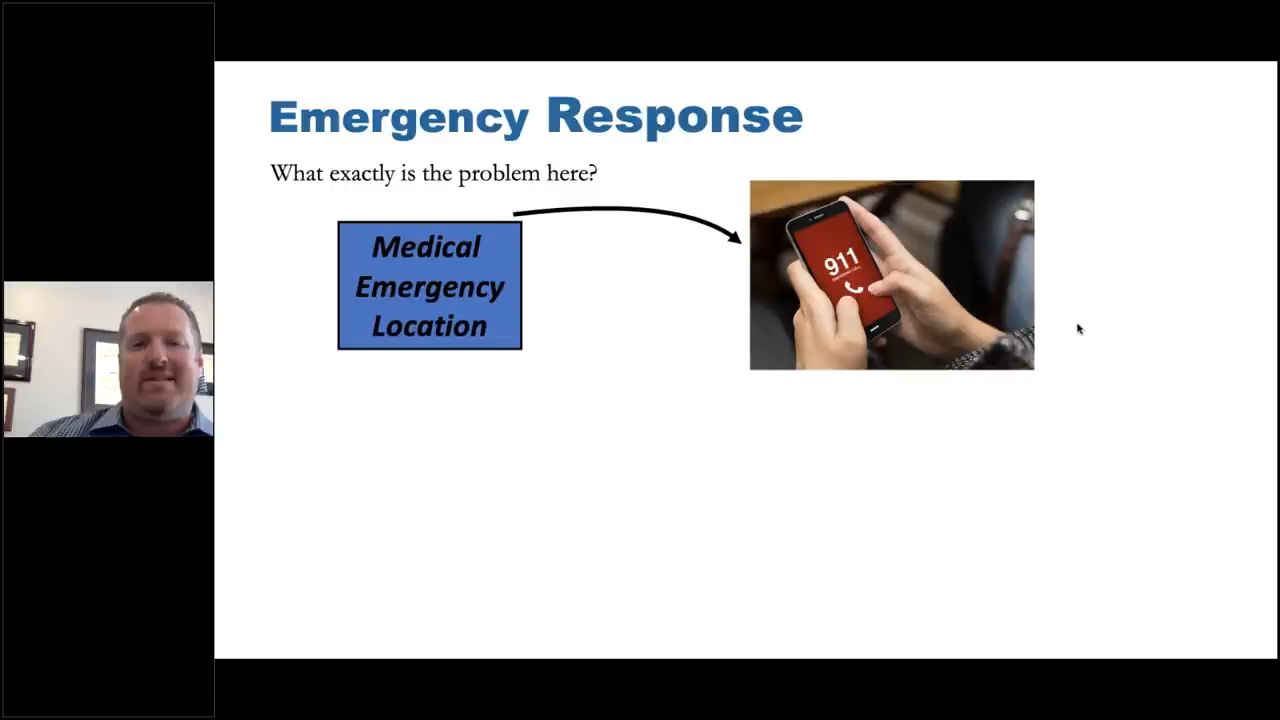 Emergency Response
What exactly is the problem here?
Medical
Emergency
Location
911